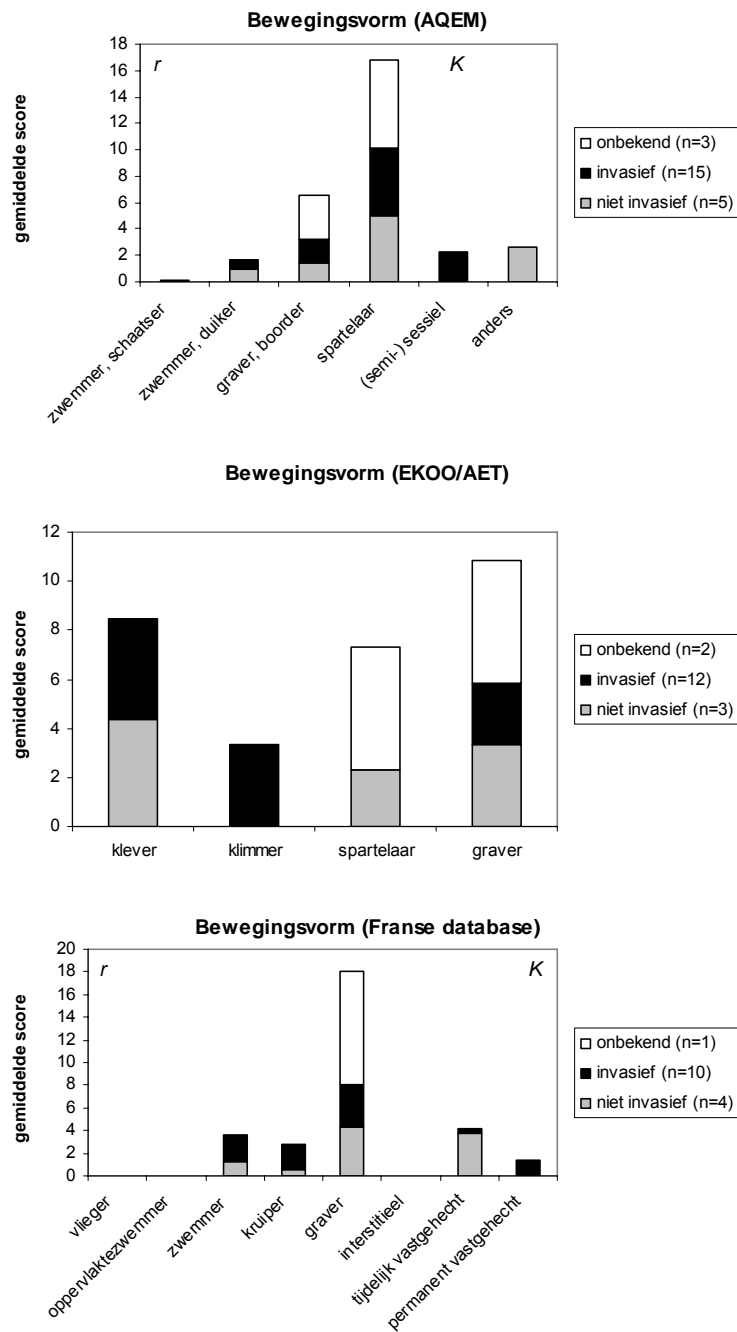 Bewegingsvorm (AQEM)
gemiddelde score
18
16
14
12
10
8
6
4
2
0
r
K
zwemmer, schaatser
zwemmer, duiker
graver, boorder
spartelaar
(semi-) sessiel
anders
onbekend (n=3)
invasief (n=15)
niet invasief (n=5)
Bewegingsvorm (EKOO/AET)
gemiddelde score
12
10
8
6
4
2
0
klever
klimmer
spartelaar
graver
onbekend (n=2)
invasief (n=12)
niet invasief (n=3)
Bewegingsvorm (Franse database)
gemiddelde score
20
18
16
14
12
10
8
6
4
2
0
r
K
vlieger
oppervlaktezwemmer
zwemmer
kruiper
graver
interstitieel
tijdelijk vastgehecht
permanent vastgehecht
onbekend (n=1)
invasief (n=10)
niet invasief (n=4)